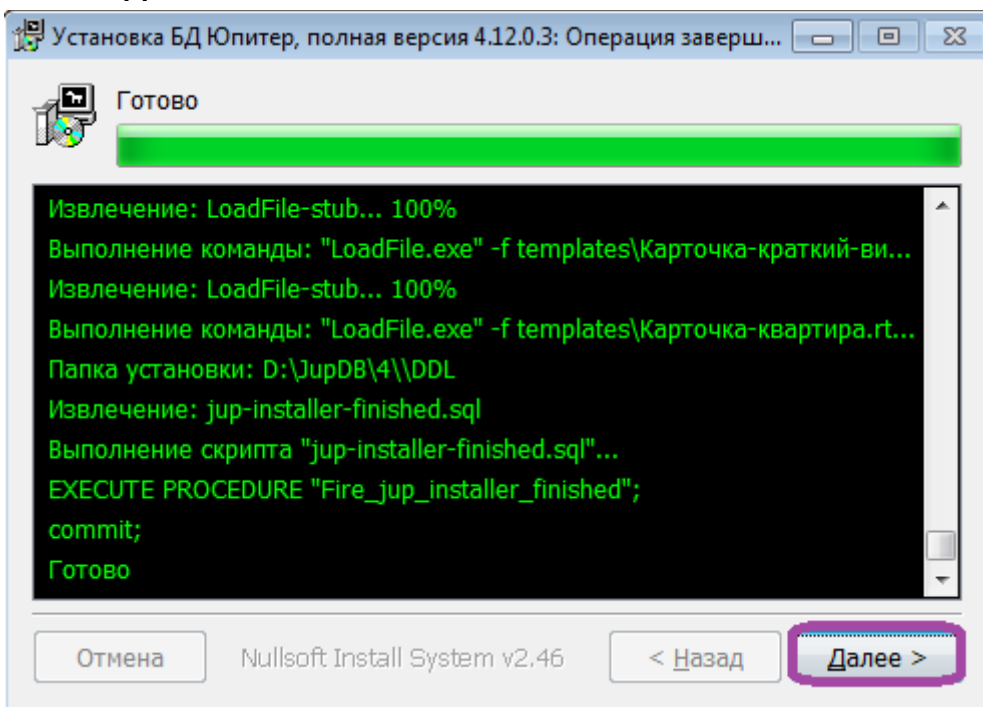 Установка БД Юпитер, полная версия 4.12.0.3: Операция заверш...
Готово
Извлечение: LoadFile-stub... 100%
Выполнение команды: "LoadFile.exe" -f templates\Карточка-краткий-ви...
Извлечение: LoadFile-stub... 100%
Выполнение команды: "LoadFile.exe" -f templates\Карточка-квартира.rt...
Папка установки: D:\JupDB\4\\DDL
Извлечение: jup-installer-finished.sql
Выполнение скрипта "jup-installer-finished.sql"...
EXECUTE PROCEDURE "Fire_jup_installer_finished";
commit;
Готово
Отмена Nullsoft Install System v2.46 < Назад Далее >